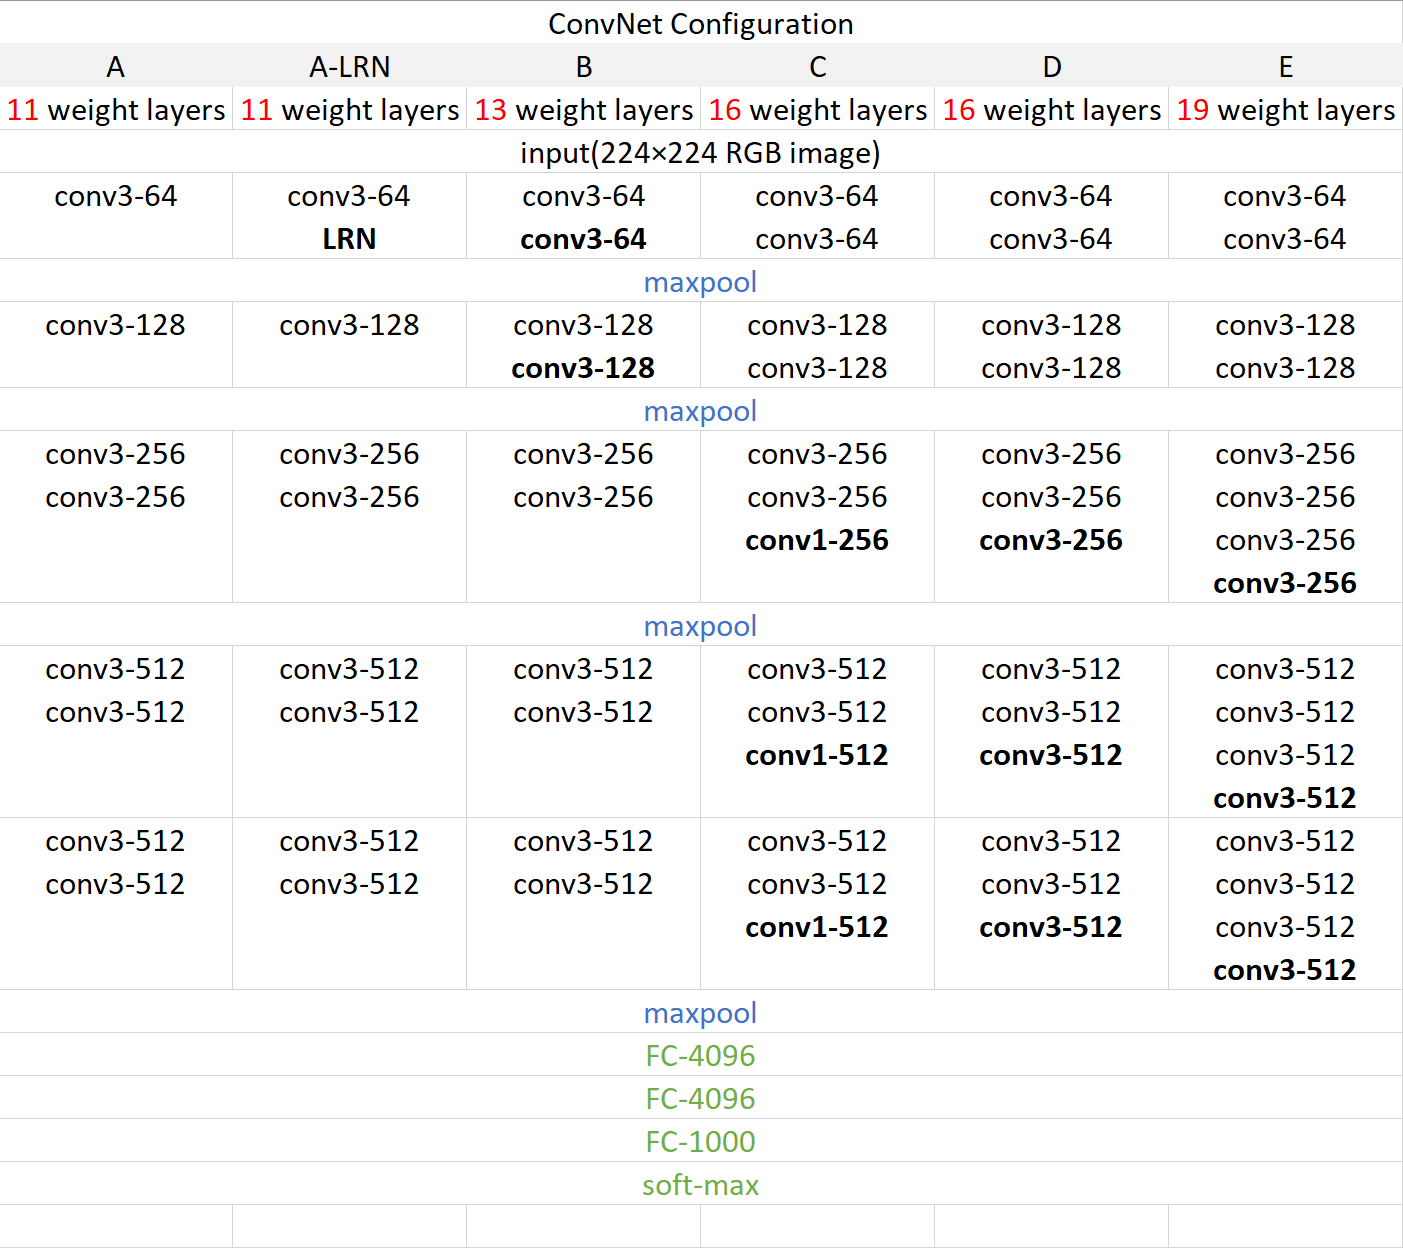 ConvNet Configuration
A A-LRN B C D E
11 weight layers 11 weight layers 13 weight layers 16 weight layers 16 weight layers 19 weight layers
input(224×224 RGB image)
conv3-64 conv3-64 conv3-64 conv3-64 conv3-64 conv3-64
LRN conv3-64 conv3-64 conv3-64 conv3-64
maxpool
conv3-128 conv3-128 conv3-128 conv3-128 conv3-128 conv3-128
conv3-128 conv3-128 conv3-128 conv3-128
maxpool
conv3-256 conv3-256 conv3-256 conv3-256 conv3-256 conv3-256
conv3-256 conv3-256 conv3-256 conv3-256 conv3-256 conv3-256
conv1-256 conv3-256 conv3-256
conv3-256
maxpool
conv3-512 conv3-512 conv3-512 conv3-512 conv3-512 conv3-512
conv3-512 conv3-512 conv3-512 conv3-512 conv3-512 conv3-512
conv1-512 conv3-512 conv3-512
conv3-512
conv3-512 conv3-512 conv3-512 conv3-512 conv3-512 conv3-512
conv3-512 conv3-512 conv3-512 conv3-512 conv3-512 conv3-512
conv1-512 conv3-512 conv3-512
conv3-512
maxpool
FC-4096
FC-4096
FC-1000
soft-max